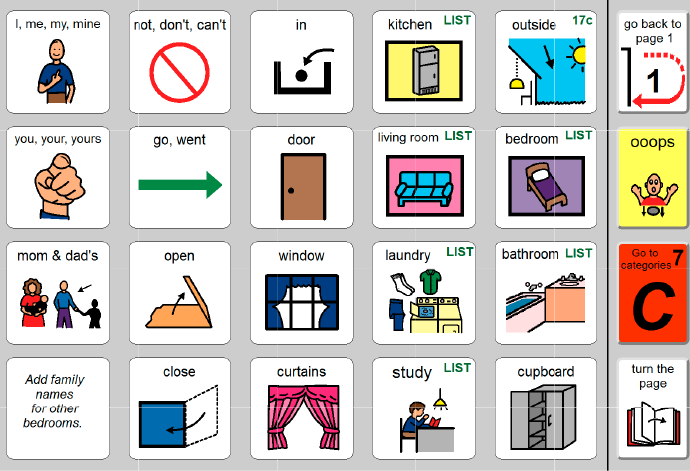 I, me, my, mine
not, don't, can't
in
kitchen LIST
outside 17c
go back to
page 1
1
you, your, yours
go, went
door
living room LIST
bedroom LIST
ooops
mom & dad's
open
window
laundry LIST
bathroom LIST
Go to
categories 7
C
Add family
names
for other
bedrooms.
close
curtains
study LIST
cupbcard
turn the
page